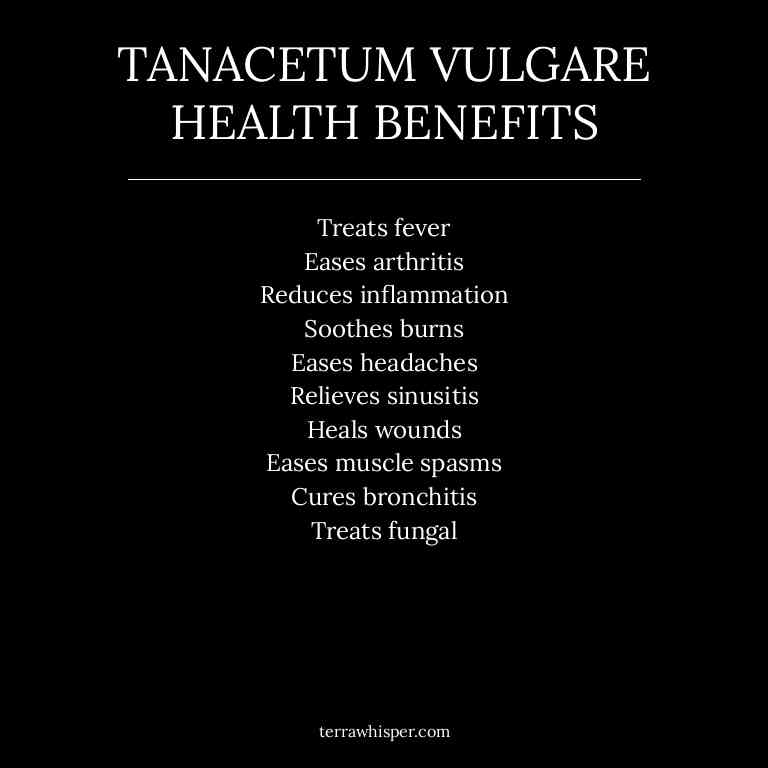 TANACETUM VULGARE
HEALTH BENEFITS
Treats fever
Eases arthritis
Reduces inflammation
Soothes burns
Eases headaches
Relieves sinusitis
Heals wounds
Eases muscle spasms
Cures bronchitis
Treats fungal
terrawhisper.com